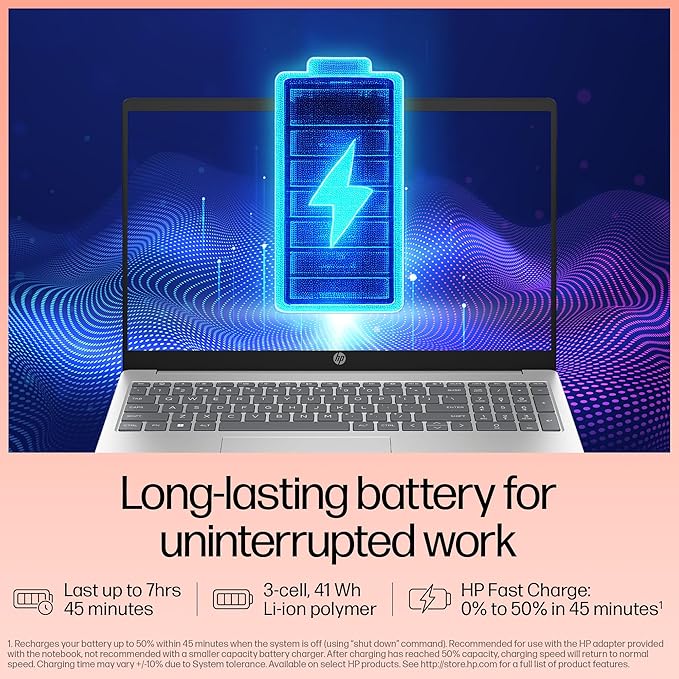 hp
Long-lasting battery for
uninterrupted work
Last up to 7hrs
45 minutes
3-cell, 41 Wh
Li-ion polymer
HP Fast Charge:
0% to 50% in 45 minutes¹
1. Recharges your battery up to 50% within 45 minutes when the system is off (using “shut down” command). Recommended for use with the HP adapter provided
with the notebook, not recommended with a smaller capacity battery charger. After charging has reached 50% capacity, charging speed will return to normal
speed. Charging time may vary +/-10% due to System tolerance. Available on select HP products. See http://store.hp.com for a full list of product features.